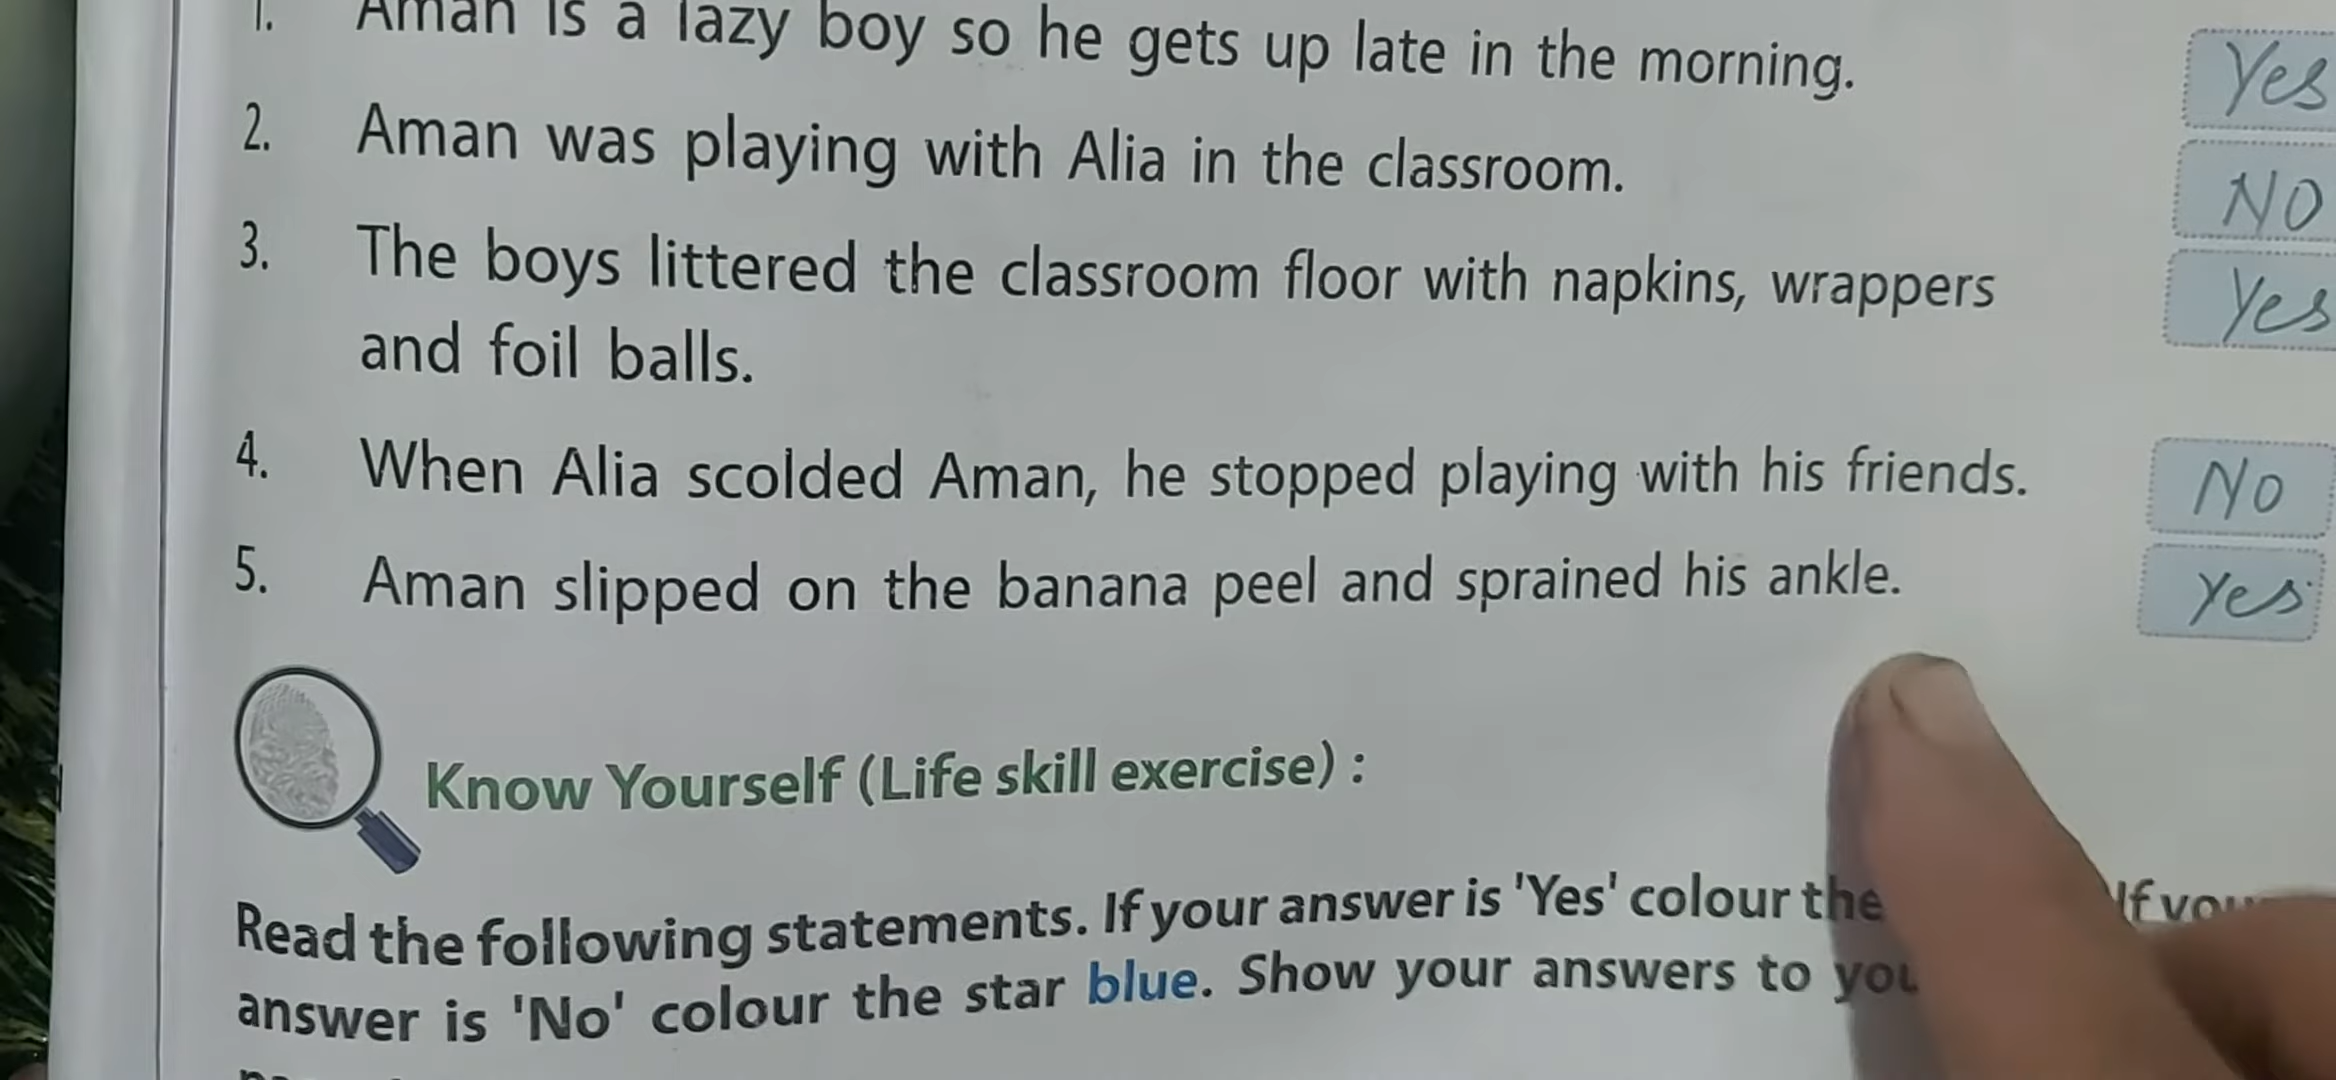 1. Aman is a lazy boy so he gets up late in the morning. Yes
2. Aman was playing with Alia in the classroom. NO
3. The boys littered the classroom floor with napkins, wrappers Yes
and foil balls.
4. When Alia scolded Aman, he stopped playing with his friends. No
5. Aman slipped on the banana peel and sprained his ankle. Yes
Know Yourself (Life skill exercise) :
Read the following statements. If your answer is 'Yes' colour the If
answer is 'No' colour the star blue. Show your answers to